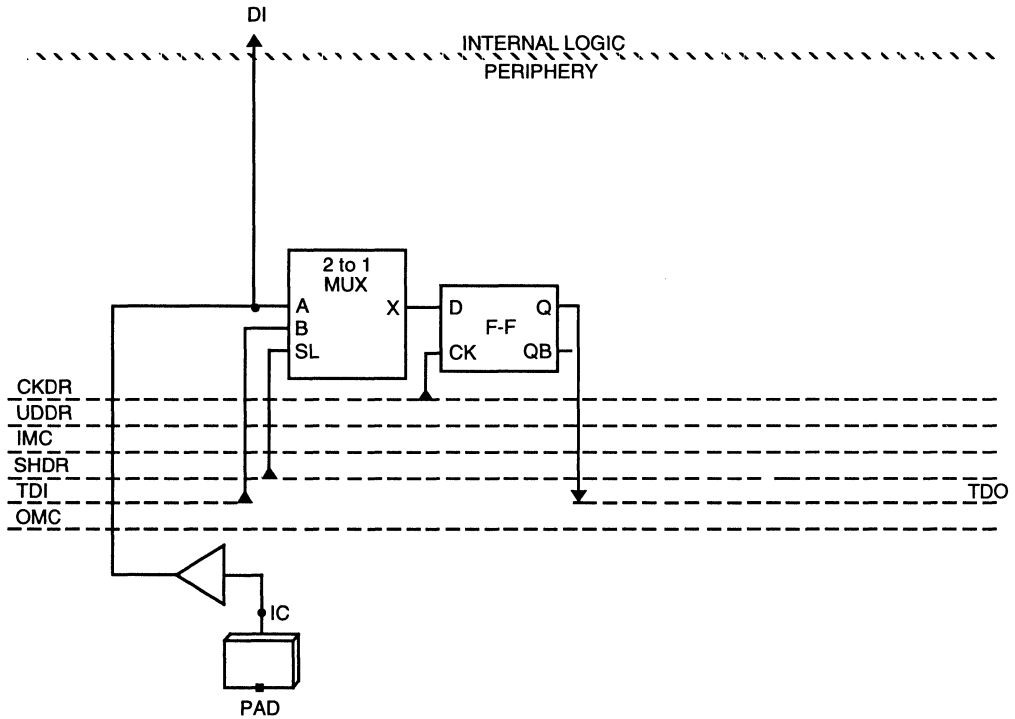 DI
INTERNAL LOGIC
PERIPHERY
2 to 1
MUX
A
X
B
SL
D
Q
F-F
CK
QB
CKDR
UDDR
IMC
SHDR
TDI
TDO
OMC
IC
PAD